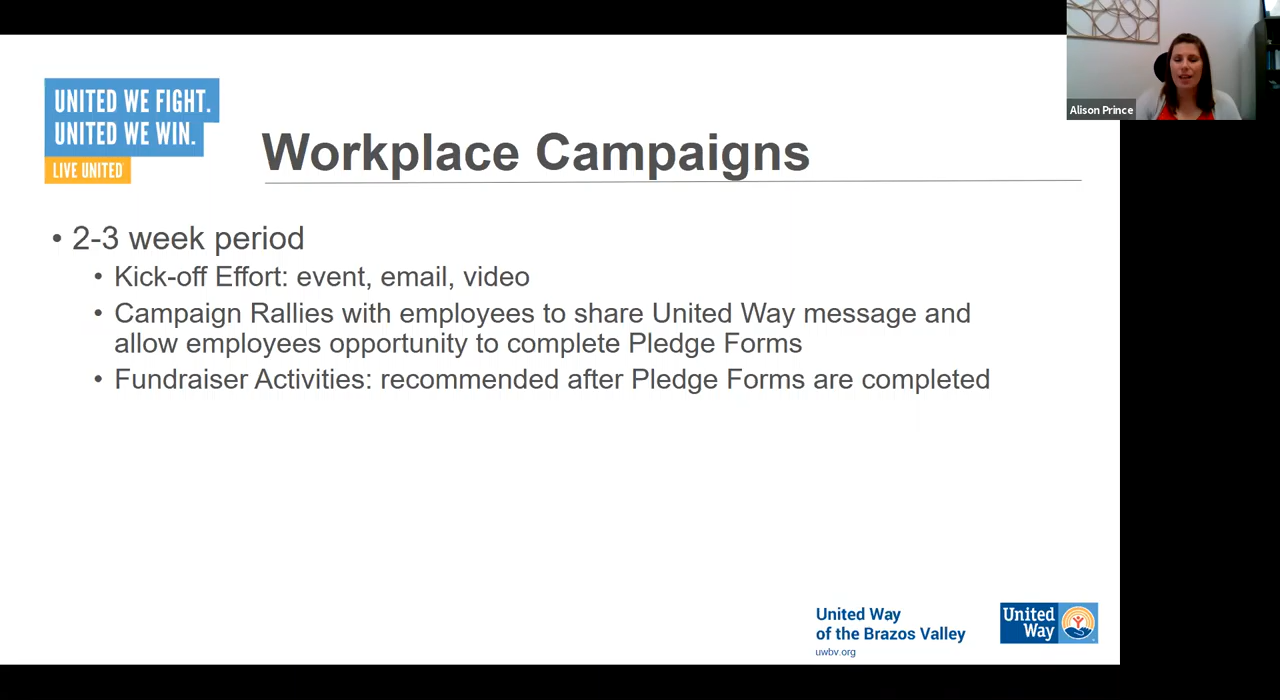 Alison Prince
UNITED WE FIGHT.
UNITED WE WIN.
LIVE UNITED
Workplace Campaigns
• 2-3 week period
• Kick-off Effort: event, email, video
• Campaign Rallies with employees to share United Way message and
allow employees opportunity to complete Pledge Forms
• Fundraiser Activities: recommended after Pledge Forms are completed
United Way
of the Brazos Valley
uwbv.org
United
Way